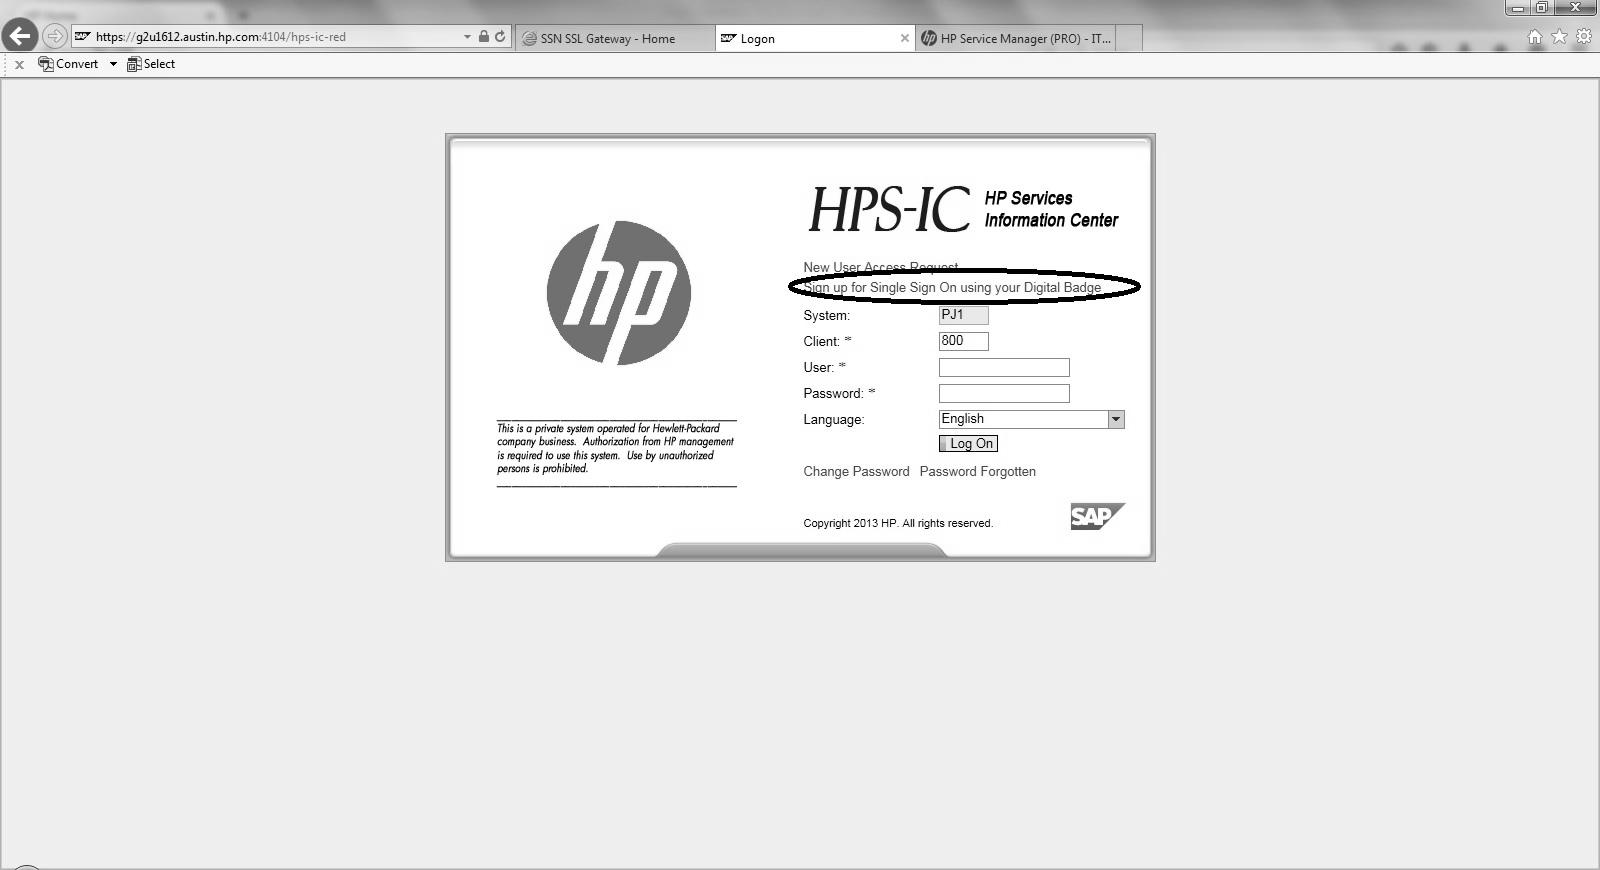 https://g2u1612.austin.hp.com:4104/hps-ic-red
SSN SSL Gateway - Home
Logon
HP Service Manager (PRO) - IT...
x Convert Select
HPS-IC HP Services
Information Center
hp
New User Access Request
Sign up for Single Sign On using your Digital Badge
System: PJ1
Client: * 800
User: *
Password: *
Language: English
Log On
This is a private system operated for Hewlett-Packard
company business. Authorization from HP management
is required to use this system. Use by unauthorized
persons is prohibited.
Change Password Password Forgotten
Copyright 2013 HP. All rights reserved.
SAP